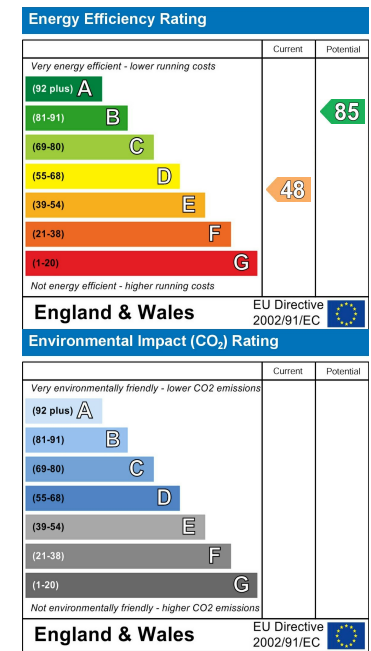 Energy Efficiency Rating
Current Potential
Very energy efficient - lower running costs
(92 plus) A
(81-91) B
(69-80) C
(55-68) D
(39-54) E
(21-38) F
(1-20) G
48
85
Not energy efficient - higher running costs
England & Wales
EU Directive
2002/91/EC
Environmental Impact (CO₂) Rating
Current Potential
Very environmentally friendly - lower CO2 emissions
(92 plus) A
(81-91) B
(69-80) C
(55-68) D
(39-54) E
(21-38) F
(1-20) G
Not environmentally friendly - higher CO2 emissions
England & Wales
EU Directive
2002/91/EC